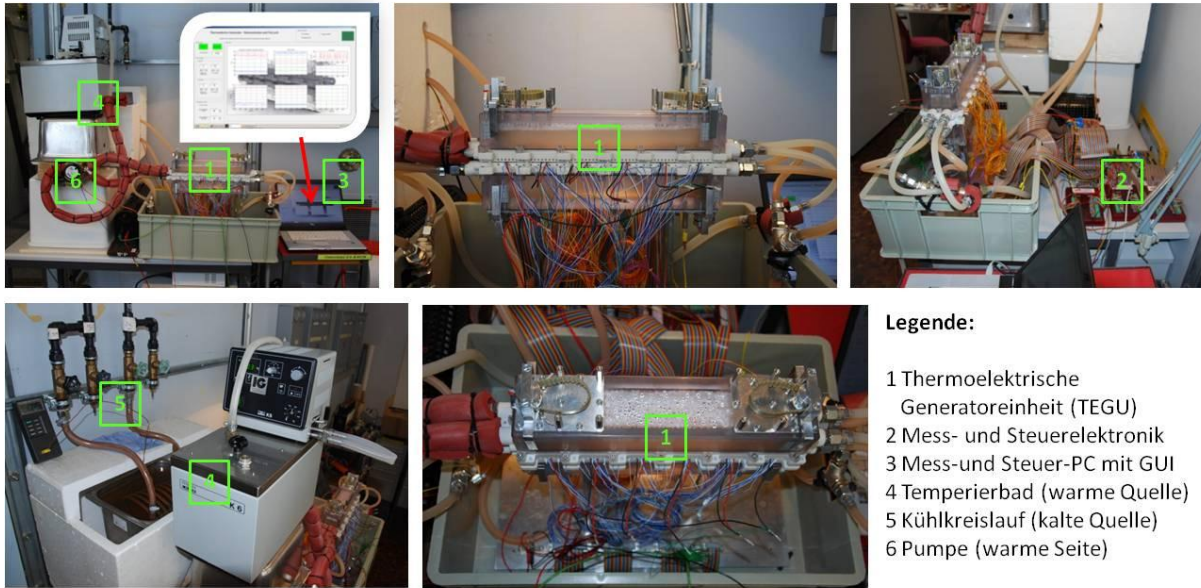 4
6
1
3
1
2
5
4
K6
1
Legende:
1 Thermoelektrische
Generatoreinheit (TEGU)
2 Mess- und Steuerelektronik
3 Mess-und Steuer-PC mit GUI
4 Temperierbad (warme Quelle)
5 Kühlkreislauf (kalte Quelle)
6 Pumpe (warme Seite)